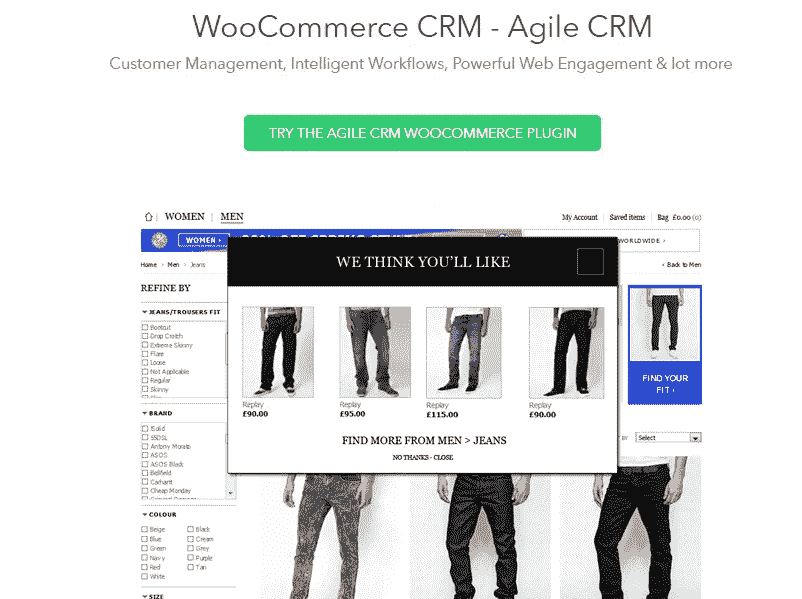 WooCommerce CRM - Agile CRM
Customer Management, Intelligent Workflows, Powerful Web Engagement & lot more
TRY THE AGILE CRM WOOCOMMERCE PLUGIN
WOMEN | MEN
My Account Saved items Bag £0.00 (0)
WOMEN ›
WORLDWIDE ›
Home › Men › Jeans
‹ Back to Men
WE THINK YOU'LL LIKE
REFINE BY
JEANS/TROUSERS FIT
Bootcut
Drop Crotch
Extreme Skinny
Flare
Loose
Not Applicable
Regular
Skinny
Replay
£90.00
Replay
£95.00
Replay
£115.00
Replay
£90.00
FIND YOUR
FIT ›
FIND MORE FROM MEN > JEANS
NO THANKS - CLOSE
BY Select
BRAND
!Solid
55DSL
Antony Morato
ASOS
ASOS Black
Bellfield
Carhartt
Cheap Monday
COLOUR
Beige Black
Blue Cream
Green Grey
Navy Purple
Red Tan
White
SIZE